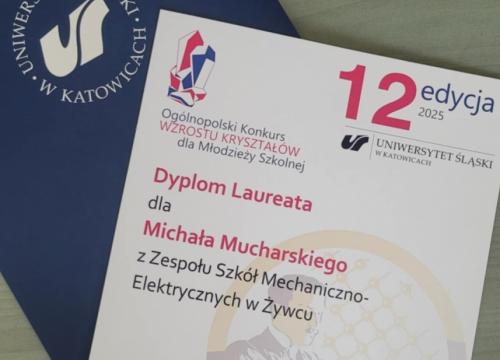 UNIWERSYTET ŚLĄSKI
W KATOWICACH
Ogólnopolski Konkurs
WZROSTU KRYSZTAŁÓW
dla Młodzieży Szkolnej
12 edycja
2025
UNIWERSYTET ŚLĄSKI
W KATOWICACH
Dyplom Laureata
dla
Michała Mucharskiego
z Zespołu Szkół Mechaniczno-
Elektrycznych w Żywcu